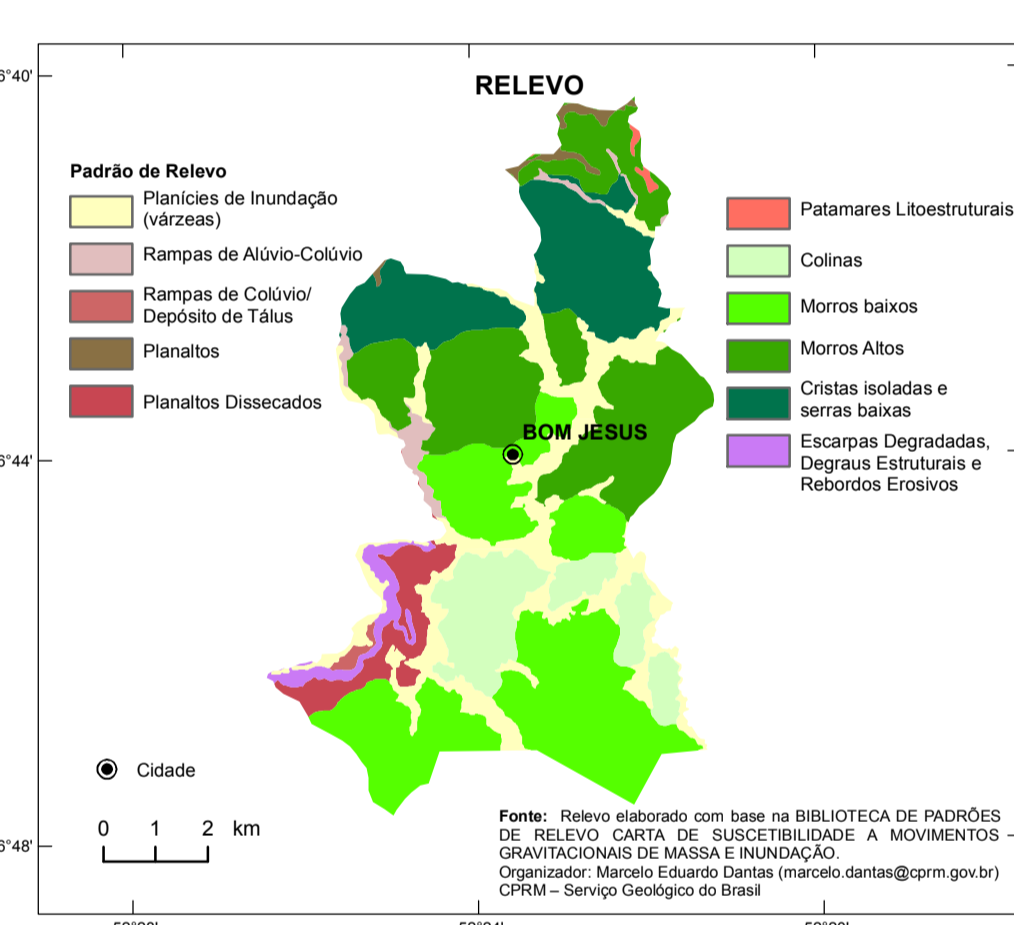 RELEVO
6°40'
Padrão de Relevo
Planícies de Inundação
(várzeas)
Rampas de Alúvio-Colúvio
Rampas de Colúvio/
Depósito de Tálus
Planaltos
Planaltos Dissecados
Patamares Litoestruturais
Colinas
Morros baixos
Morros Altos
Cristas isoladas e
serras baixas
Escarpas Degradadas,
Degraus Estruturais e
Rebordos Erosivos
BOM JESUS
6°44'
Cidade
0 1 2 km
6°48'
Fonte: Relevo elaborado com base na BIBLIOTECA DE PADRÕES
DE RELEVO CARTA DE SUSCETIBILIDADE A MOVIMENTOS
GRAVITACIONAIS DE MASSA E INUNDAÇÃO.
Organizador: Marcelo Eduardo Dantas (marcelo.dantas@cprm.gov.br)
CPRM – Serviço Geológico do Brasil